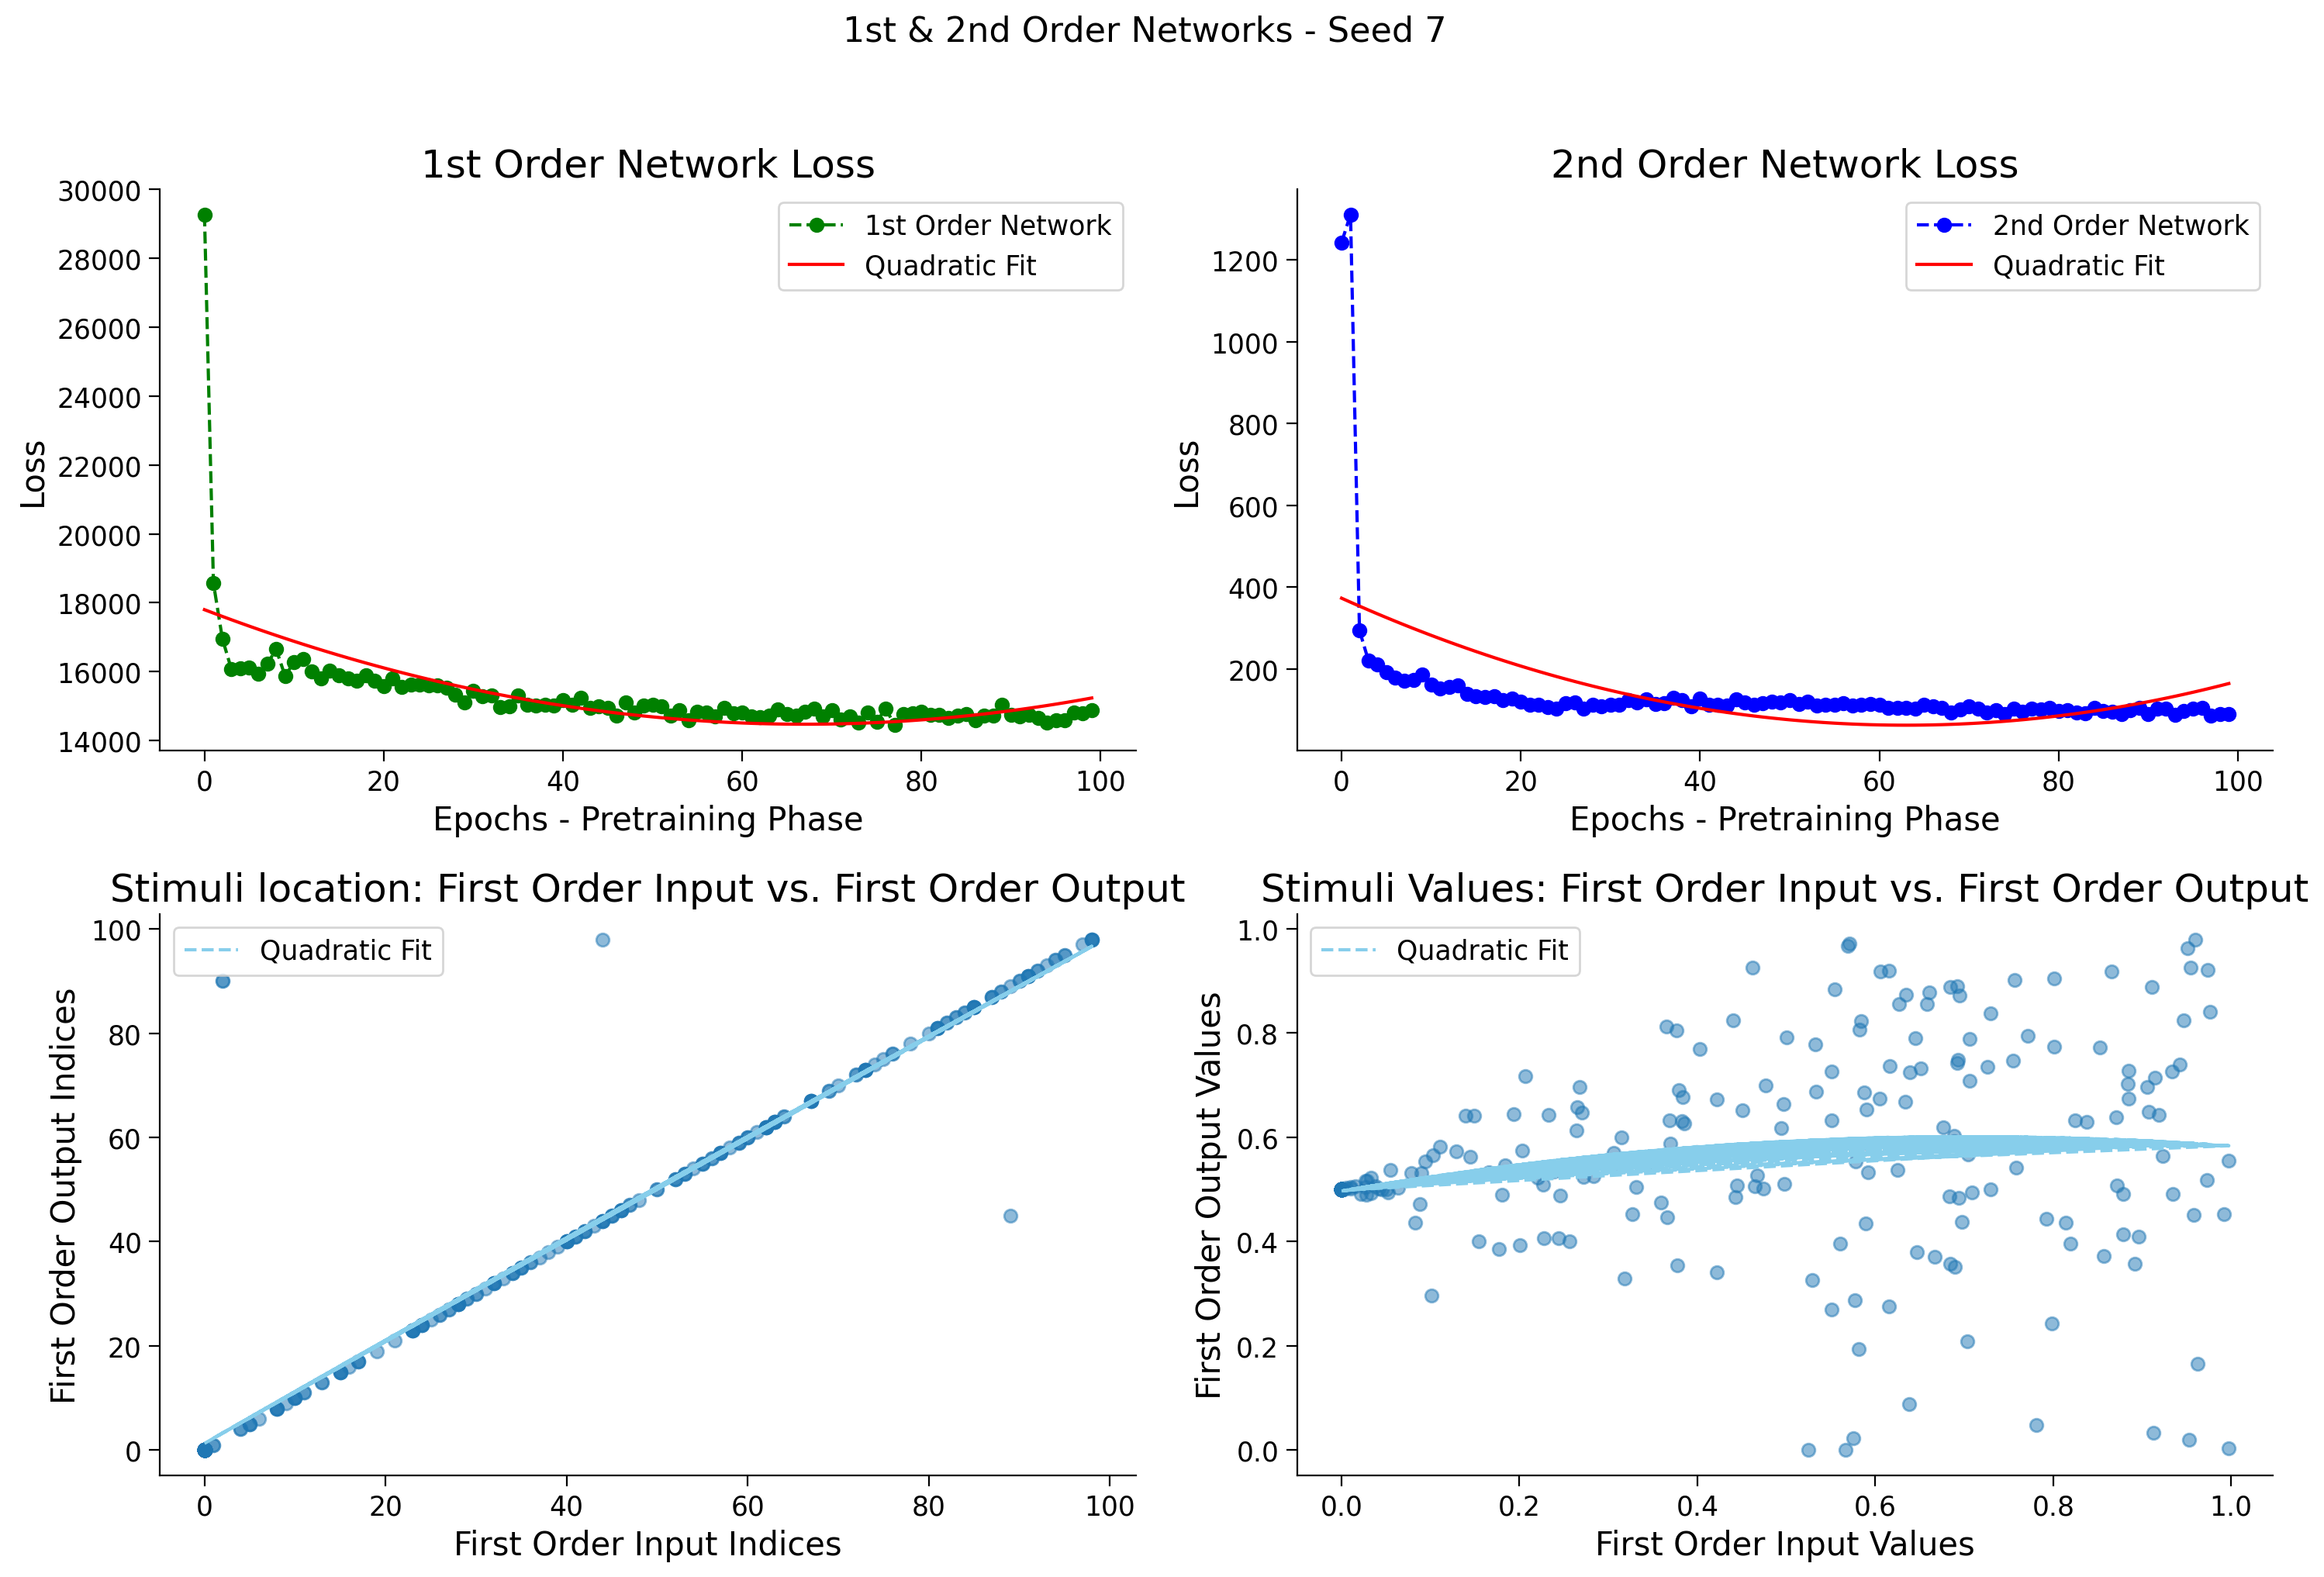 1st & 2nd Order Networks - Seed 7
1st Order Network Loss
30000
28000
26000
24000
22000
20000
18000
16000
14000
Loss
1st Order Network
Quadratic Fit
0 20 40 60 80 100
Epochs - Pretraining Phase
2nd Order Network Loss
1200
1000
800
600
400
200
Loss
2nd Order Network
Quadratic Fit
0 20 40 60 80 100
Epochs - Pretraining Phase
Stimuli location: First Order Input vs. First Order Output
100
80
60
40
20
0
First Order Output Indices
Quadratic Fit
0 20 40 60 80 100
First Order Input Indices
Stimuli Values: First Order Input vs. First Order Output
1.0
0.8
0.6
0.4
0.2
0.0
First Order Output Values
Quadratic Fit
0.0 0.2 0.4 0.6 0.8 1.0
First Order Input Values